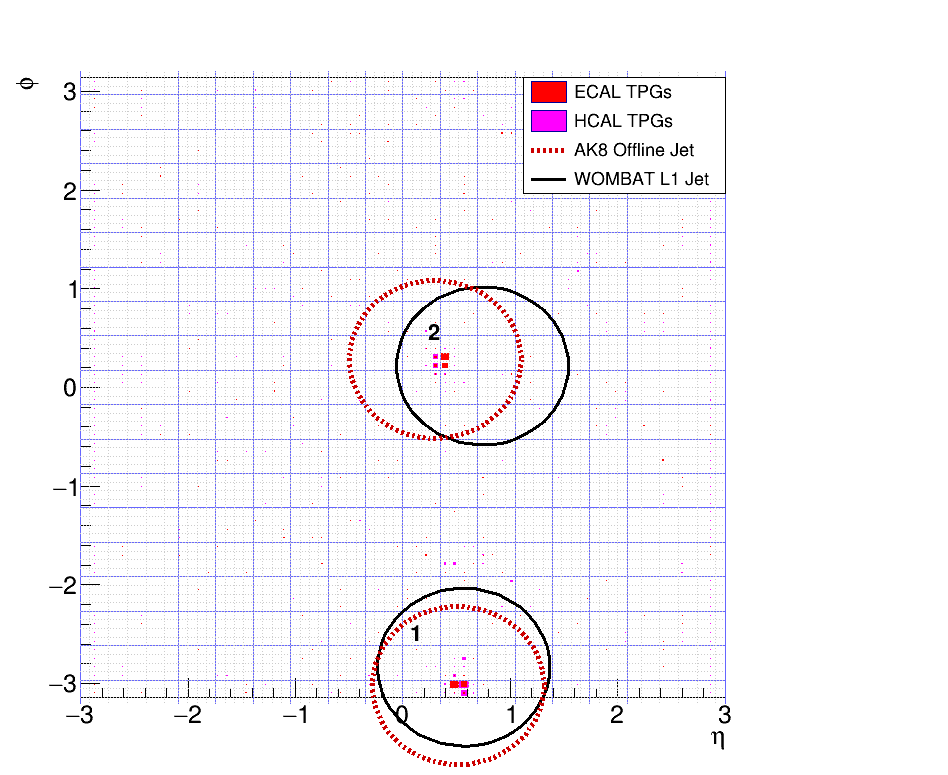 φ
3
2
1
0
−1
−2
−3
ECAL TPGs
HCAL TPGs
AK8 Offline Jet
WOMBAT L1 Jet
2
1
−3 −2 −1 0 1 2 3
η